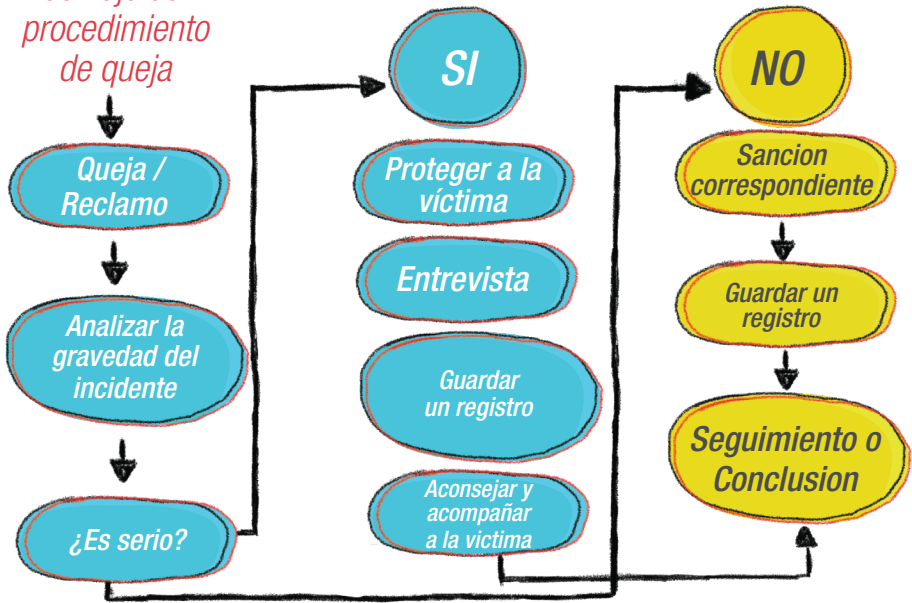 procedimiento
de queja
Queja /
Reclamo
Analizar la
gravedad del
incidente
¿Es serio?
SI
Proteger a la
víctima
Entrevista
Guardar
un registro
Aconsejar y
acompañar
a la victima
NO
Sancion
correspondiente
Guardar un
registro
Seguimiento o
Conclusion